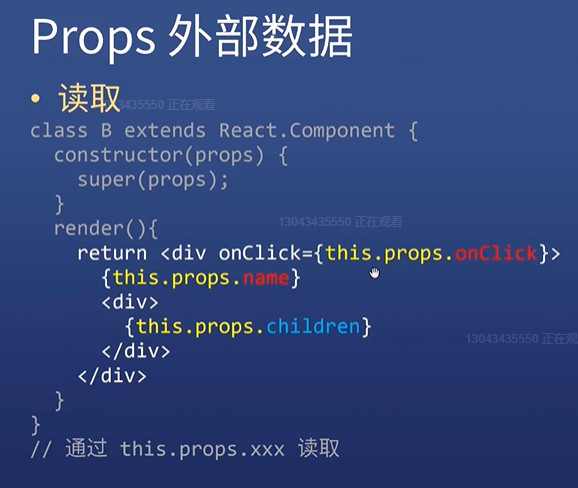 Props 外部数据
• 读取
13043435550 正在观看
class B extends React.Component {
  constructor(props) {
    super(props);
  }
13043435550 正在观看
  render(){
    return <div onClick={this.props.onClick}>
      {this.props.name}
      <div>
        {this.props.children}
13043435550 正在观看
      </div>
    </div>
  }
}
// 通过 this.props.xxx 读取